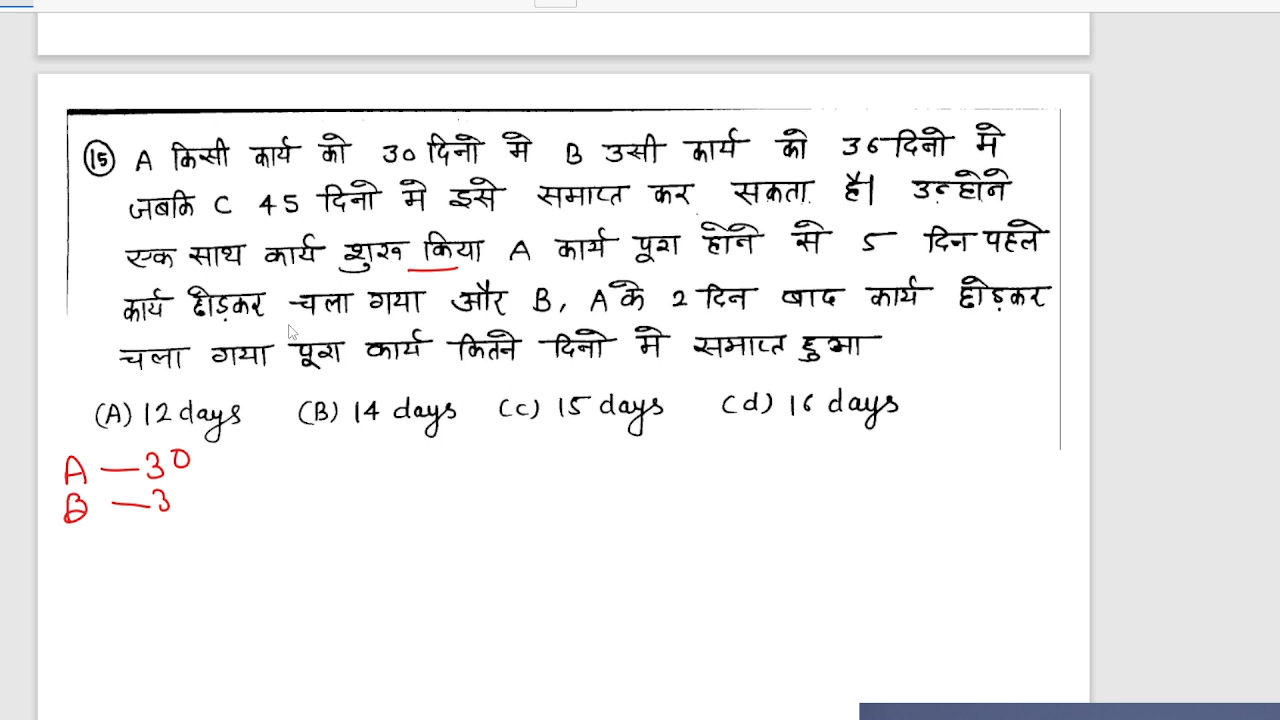 (15) A किसी कार्य को 30 दिनो मे B उसी कार्य को 36 दिनो मे
जबकि C 45 दिनो मे इसे समाप्त कर सकता है। उन्होने
एक साथ कार्य शुरू किया A कार्य पूरा होने से 5 दिन पहले
कार्य छोड़कर चला गया और B, A के 2 दिन बाद कार्य छोड़कर
चला गया पूरा कार्य कितने दिनो मे समाप्त हुआ
(A) 12 days (B) 14 days (C) 15 days (d) 16 days
A — 30
B — 3